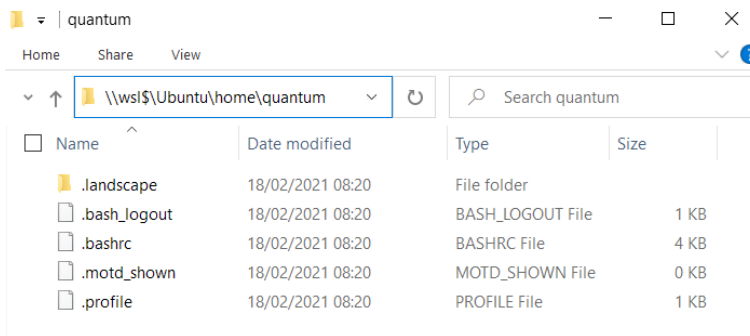 quantum
Home Share View
\\wsl$\Ubuntu\home\quantum Search quantum
Name Date modified Type Size
.landscape 18/02/2021 08:20 File folder
.bash_logout 18/02/2021 08:20 BASH_LOGOUT File 1 KB
.bashrc 18/02/2021 08:20 BASHRC File 4 KB
.motd_shown 18/02/2021 08:20 MOTD_SHOWN File 0 KB
.profile 18/02/2021 08:20 PROFILE File 1 KB